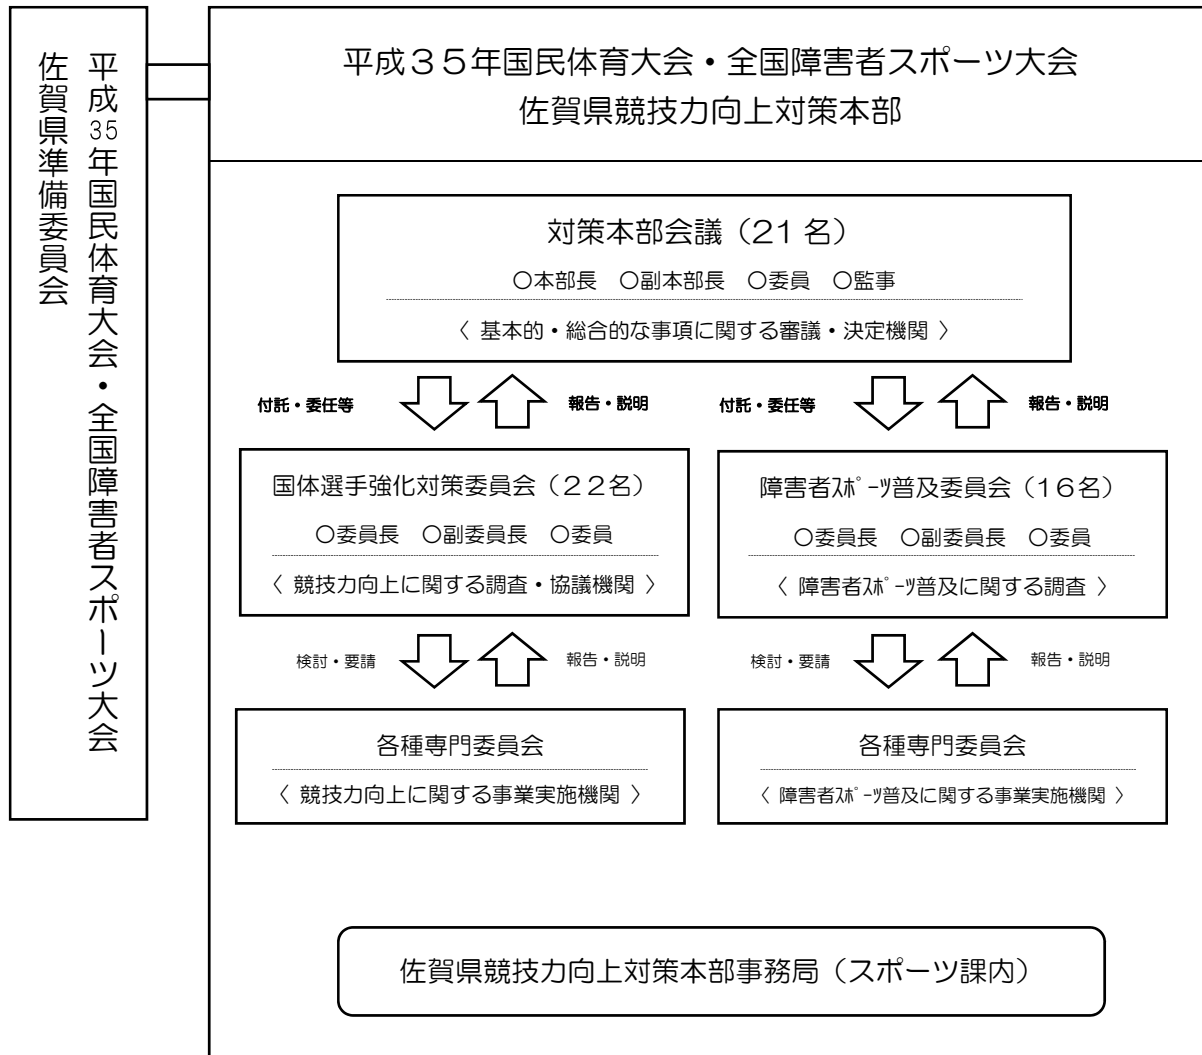 平成35年国民体育大会・全国障害者スポーツ大会
佐賀県準備委員会
平成３５年国民体育大会・全国障害者スポーツ大会
佐賀県競技力向上対策本部
対策本部会議（２１名）
○本部長　○副本部長　○委員　○監事
〈 基本的・総合的な事項に関する審議・決定機関 〉
付託・委任等
報告・説明
付託・委任等
報告・説明
国体選手強化対策委員会（２２名）
○委員長　○副委員長　○委員
〈 競技力向上に関する調査・協議機関 〉
障害者ｽﾎﾟｰﾂ普及委員会（１６名）
○委員長　○副委員長　○委員
〈 障害者ｽﾎﾟｰﾂ普及に関する調査 〉
検討・要請
報告・説明
検討・要請
報告・説明
各種専門委員会
〈 競技力向上に関する事業実施機関 〉
各種専門委員会
〈 障害者ｽﾎﾟｰﾂ普及に関する事業実施機関 〉
佐賀県競技力向上対策本部事務局（スポーツ課内）